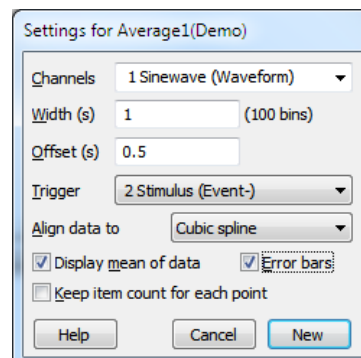 Settings for Average1(Demo)
Channels 1 Sinewave (Waveform)
Width (s) 1 (100 bins)
Offset (s) 0.5
Trigger 2 Stimulus (Event-)
Align data to Cubic spline
Display mean of data Error bars
Keep item count for each point
Help Cancel New